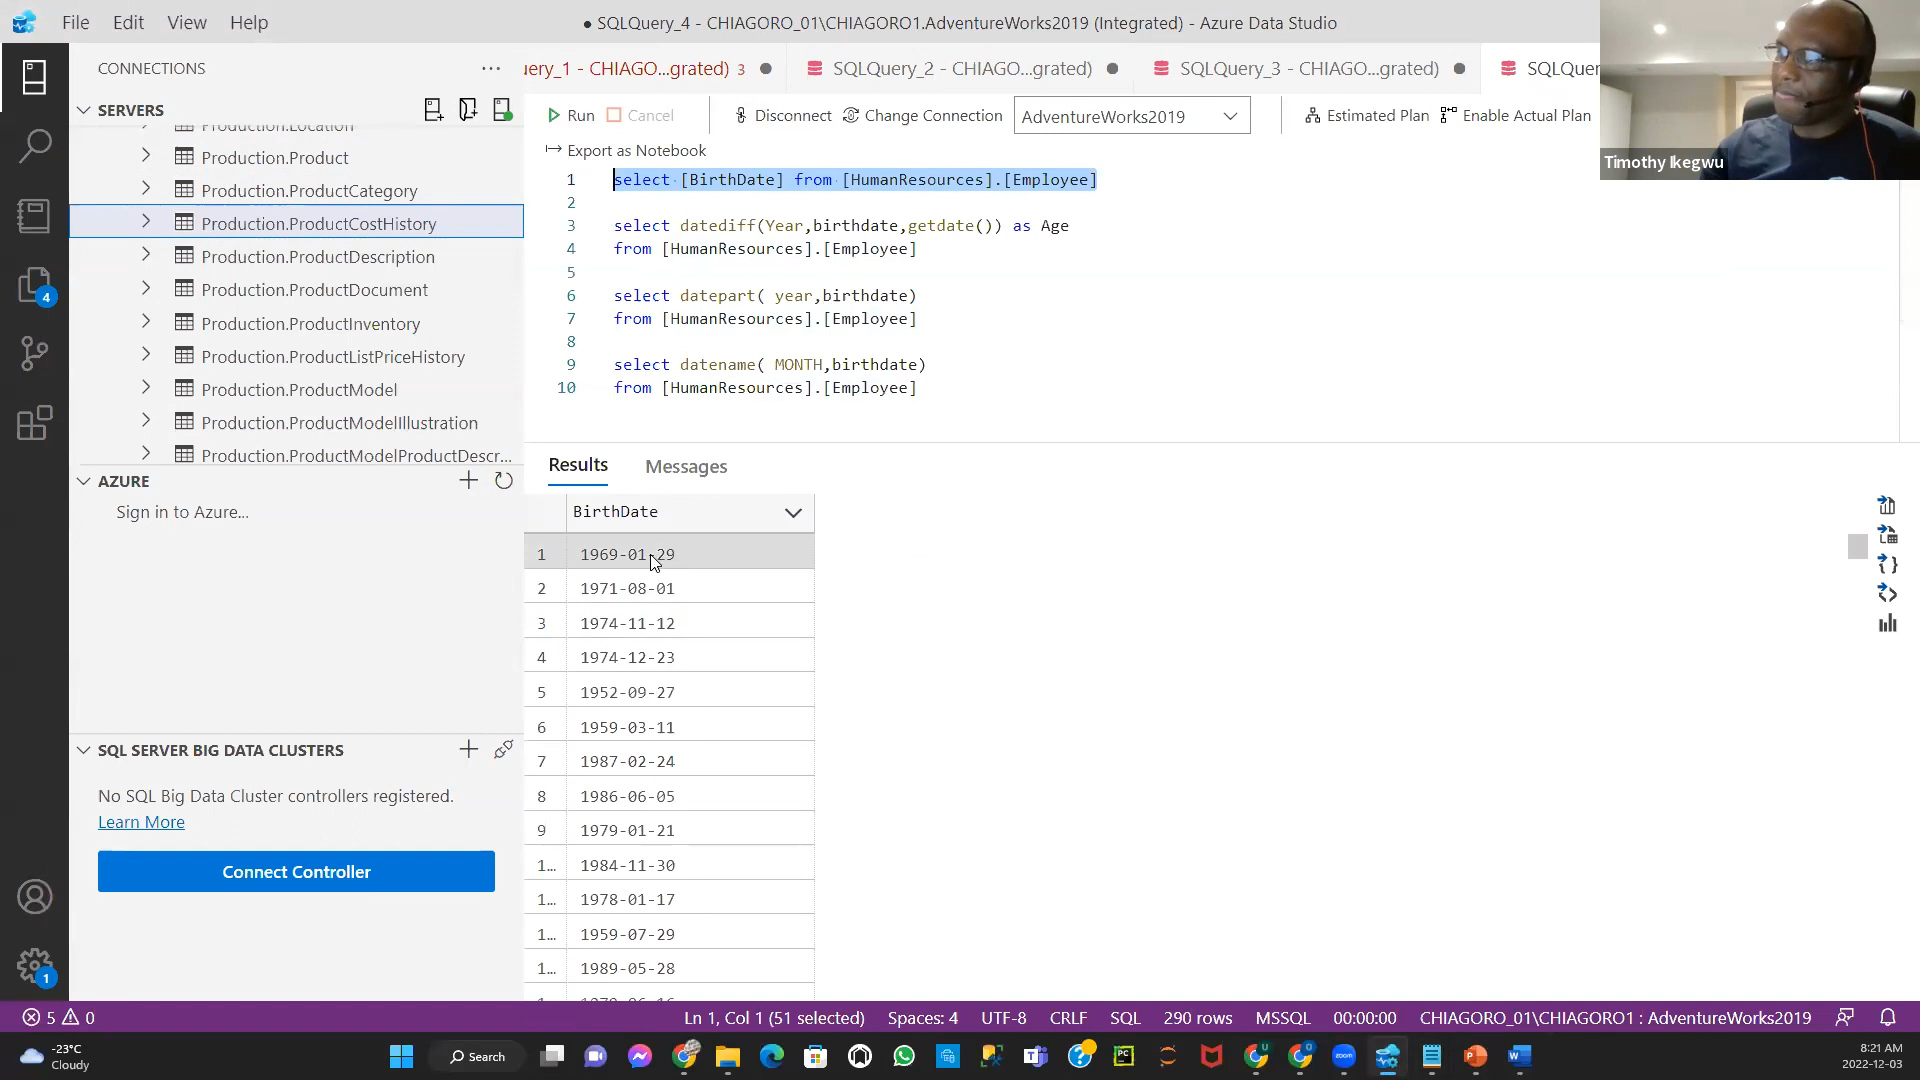 File Edit View Help
● SQLQuery_4 - CHIAGORO_01\CHIAGORO1.AdventureWorks2019 (Integrated) - Azure Data Studio
CONNECTIONS
uery_1 - CHIAGO...grated) 3
SQLQuery_2 - CHIAGO...grated)
SQLQuery_3 - CHIAGO...grated)
SQLQuer
SERVERS
Run Cancel Disconnect Change Connection AdventureWorks2019 Estimated Plan Enable Actual Plan
Export as Notebook
Timothy Ikegwu
Production.Location
Production.Product
Production.ProductCategory
Production.ProductCostHistory
Production.ProductDescription
Production.ProductDocument
Production.ProductInventory
Production.ProductListPriceHistory
Production.ProductModel
Production.ProductModelIllustration
Production.ProductModelProductDescr...
4
AZURE
Sign in to Azure...
SQL SERVER BIG DATA CLUSTERS
No SQL Big Data Cluster controllers registered.
Learn More
Connect Controller
1
1 select [BirthDate] from [HumanResources].[Employee]
2
3 select datediff(Year,birthdate,getdate()) as Age
4 from [HumanResources].[Employee]
5
6 select datepart( year,birthdate)
7 from [HumanResources].[Employee]
8
9 select datename( MONTH,birthdate)
10 from [HumanResources].[Employee]
Results Messages
BirthDate
1 1969-01-29
2 1971-08-01
3 1974-11-12
4 1974-12-23
5 1952-09-27
6 1959-03-11
7 1987-02-24
8 1986-06-05
9 1979-01-21
1... 1984-11-30
1... 1978-01-17
1... 1959-07-29
1... 1989-05-28
5 0
Ln 1, Col 1 (51 selected) Spaces: 4 UTF-8 CRLF SQL 290 rows MSSQL 00:00:00 CHIAGORO_01\CHIAGORO1 : AdventureWorks2019
-23°C
Cloudy
Search
8:21 AM
2022-12-03